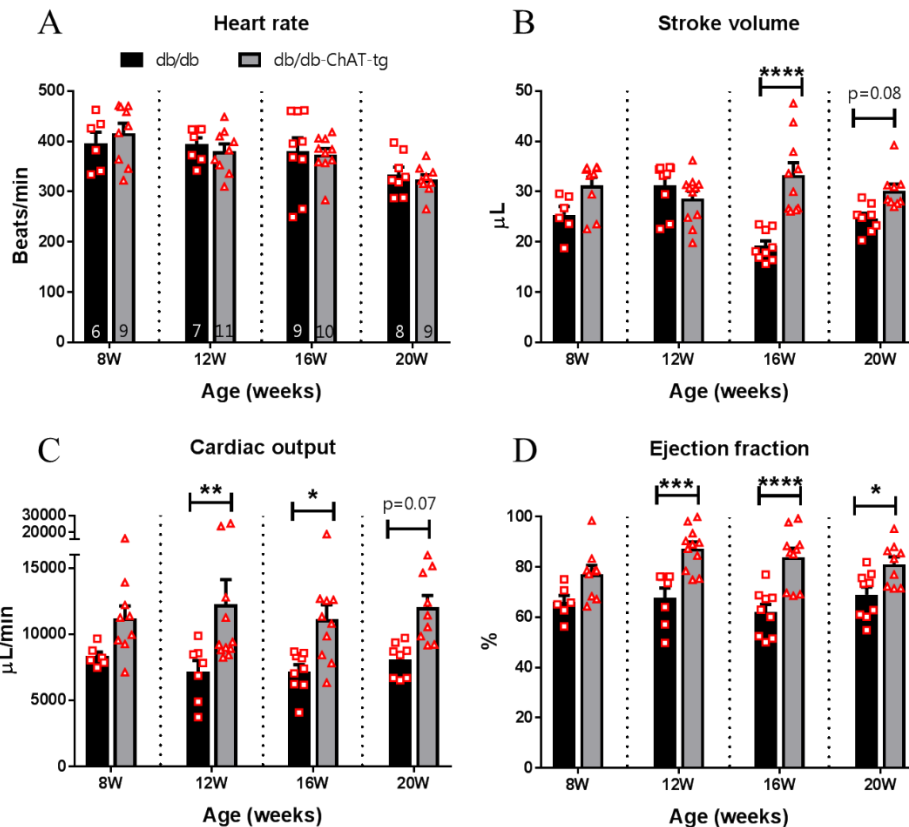 A
Heart rate
db/db
db/db-ChAT-tg
500
400
300
200
100
0
Beats/min
6 9 7 11 9 10 8 9
8W 12W 16W 20W
Age (weeks)
B
Stroke volume
****
p=0.08
50
40
30
20
10
0
µL
8W 12W 16W 20W
Age (weeks)
C
Cardiac output
** * p=0.07
30000
20000
15000
10000
5000
0
µL/min
8W 12W 16W 20W
Age (weeks)
D
Ejection fraction
*** **** *
100
80
60
40
20
0
%
8W 12W 16W 20W
Age (weeks)